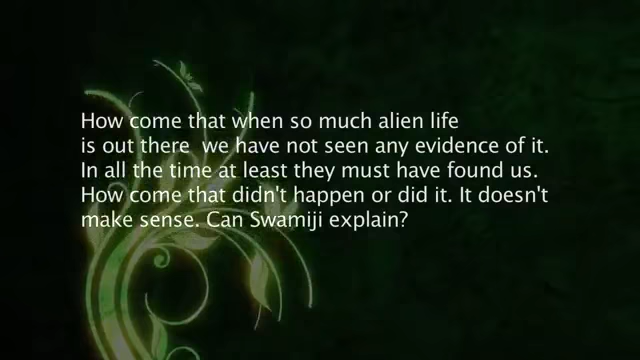 How come that when so much alien life
is out there  we have not seen any evidence of it.
In all the time at least they must have found us.
How come that didn't happen or did it. It doesn't
make sense. Can Swamiji explain?